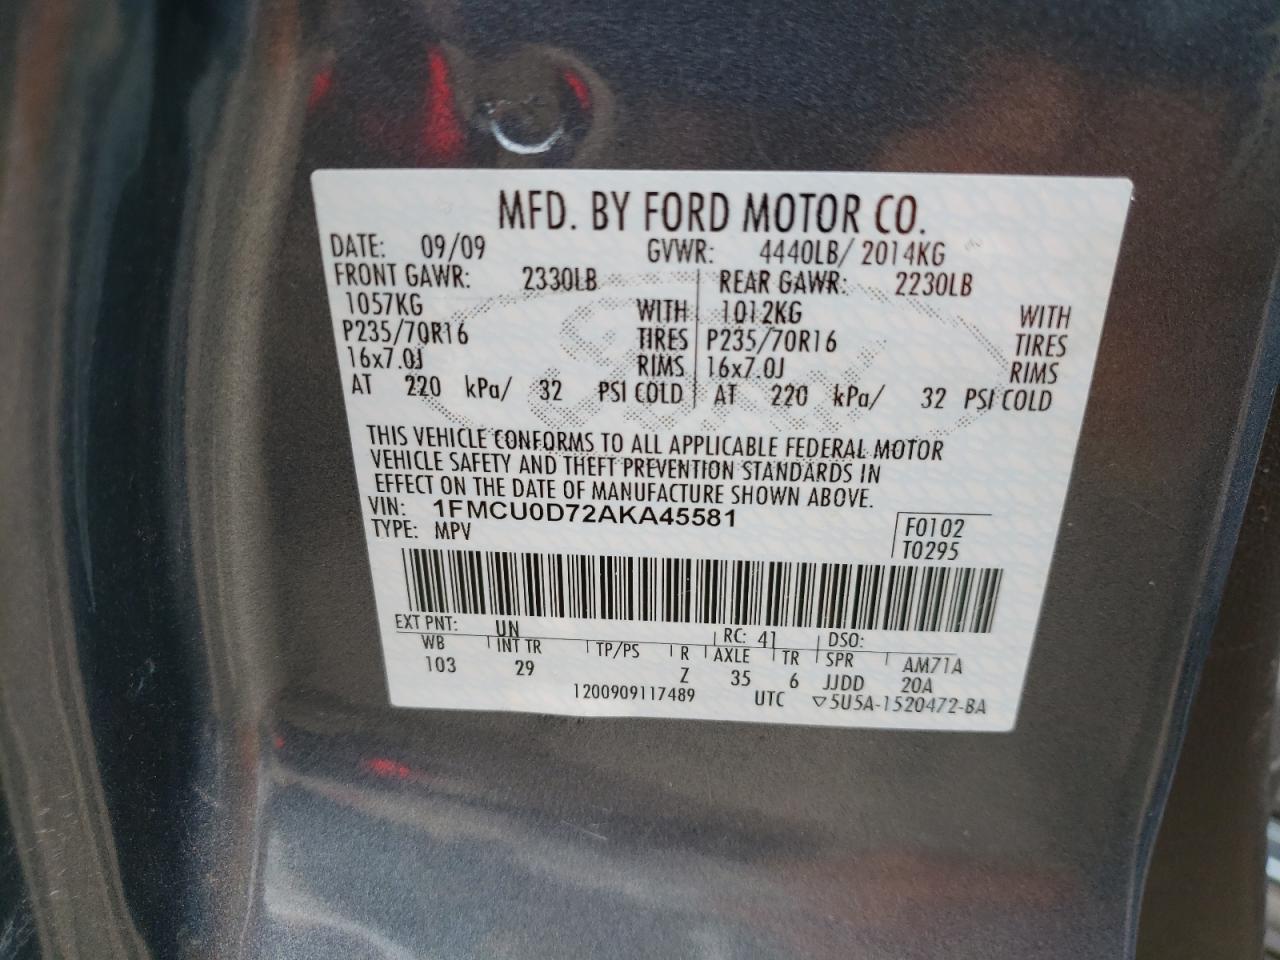 MFD. BY FORD MOTOR CO.
DATE: 09/09 GVWR: 4440LB/ 2014KG
FRONT GAWR: 2330LB REAR GAWR: 2230LB
1057KG WITH 1012KG WITH
P235/70R16 TIRES P235/70R16 TIRES
16x7.0J RIMS 16x7.0J RIMS
AT 220 kPa/ 32 PSI COLD AT 220 kPa/ 32 PSI COLD
THIS VEHICLE CONFORMS TO ALL APPLICABLE FEDERAL MOTOR
VEHICLE SAFETY AND THEFT PREVENTION STANDARDS IN
EFFECT ON THE DATE OF MANUFACTURE SHOWN ABOVE.
VIN: 1FMCU0D72AKA45581
TYPE: MPV
F0102
T0295
EXT PNT: UN RC: 41 DSO:
WB INT TR TP/PS R AXLE TR SPR AM71A
103 29 Z 35 6 JJDD 20A
1200909117489 UTC ▽5U5A-1520472-BA